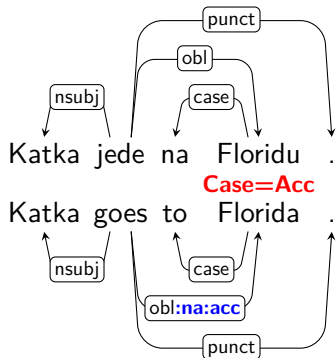 punct
obl
nsubj case
Katka jede na Floridu .
Case=Acc
Katka goes to Florida .
nsubj case
obl:na:acc
punct